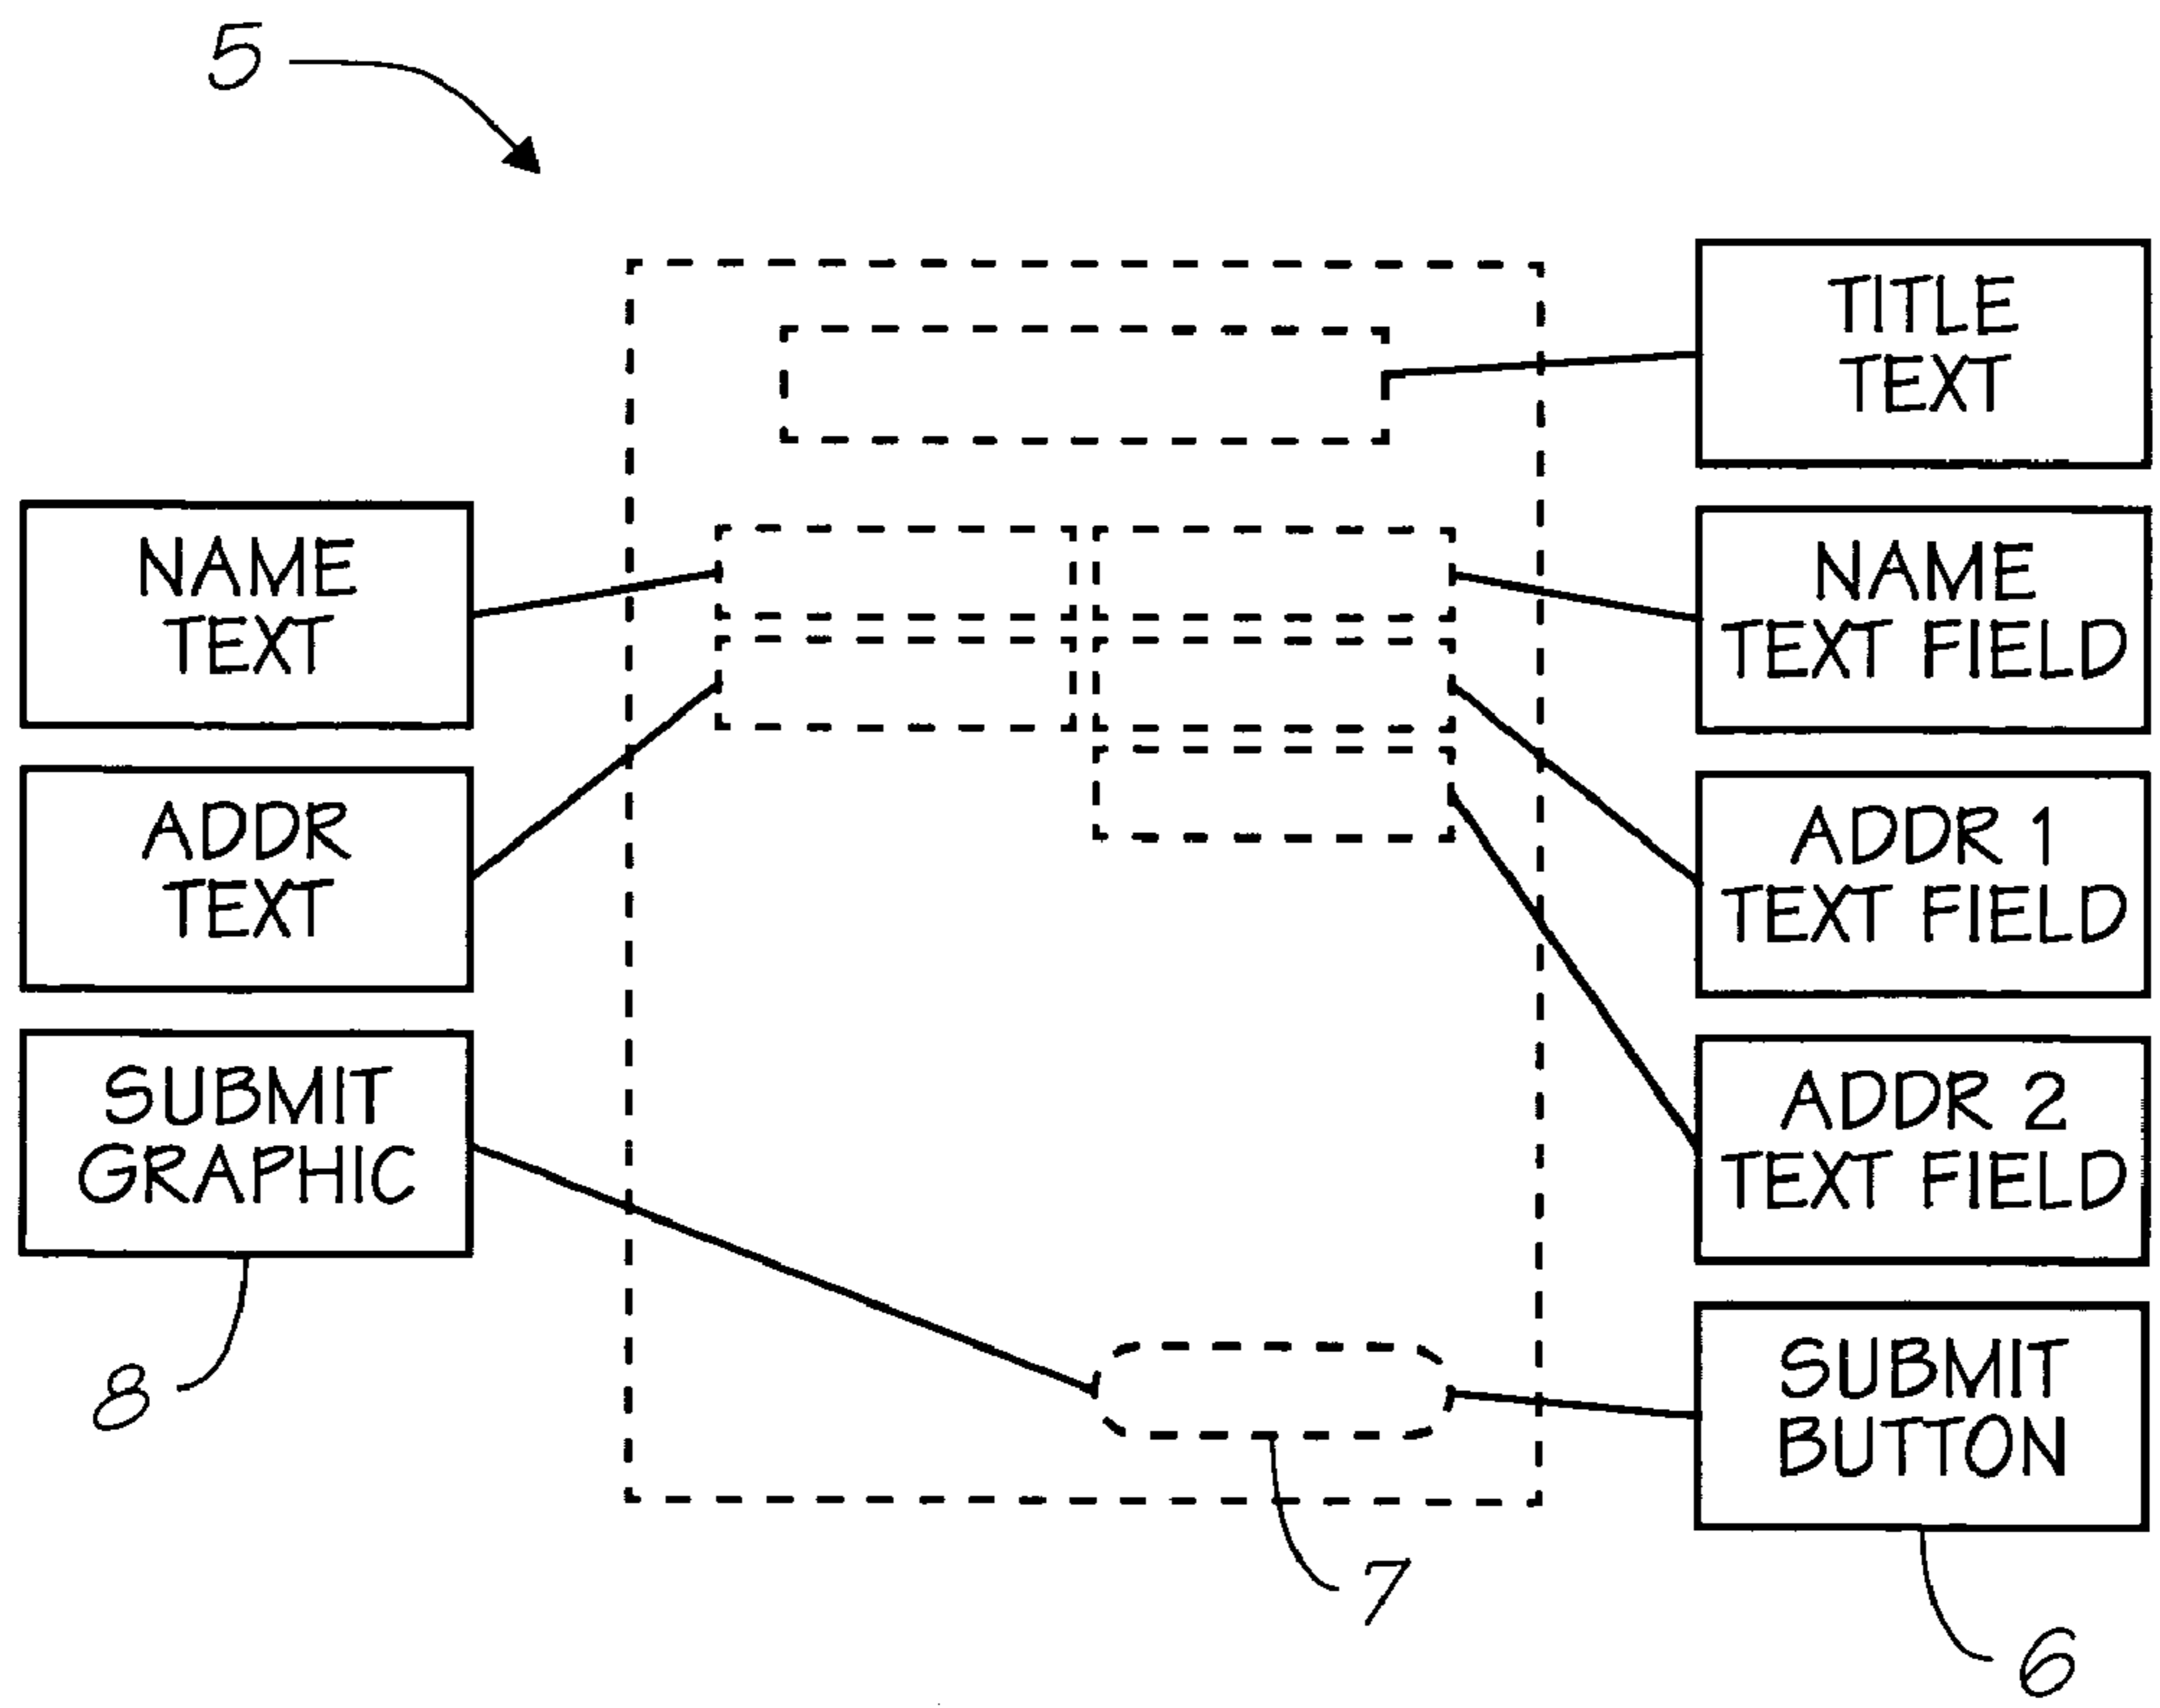 5
TITLE
TEXT
NAME
TEXT
NAME
TEXT FIELD
ADDR
TEXT
ADDR 1
TEXT FIELD
SUBMIT
GRAPHIC
ADDR 2
TEXT FIELD
SUBMIT
BUTTON
8
7
6